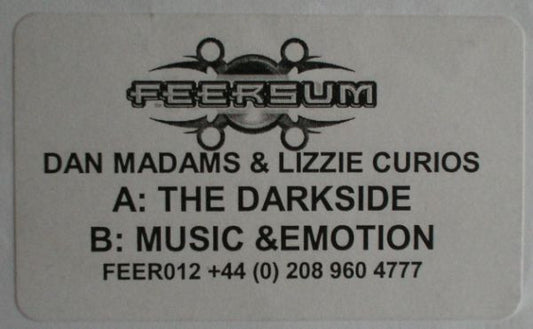 FEERSUM
DAN MADAMS & LIZZIE CURIOS
A: THE DARKSIDE
B: MUSIC &EMOTION
FEER012 +44 (0) 208 960 4777